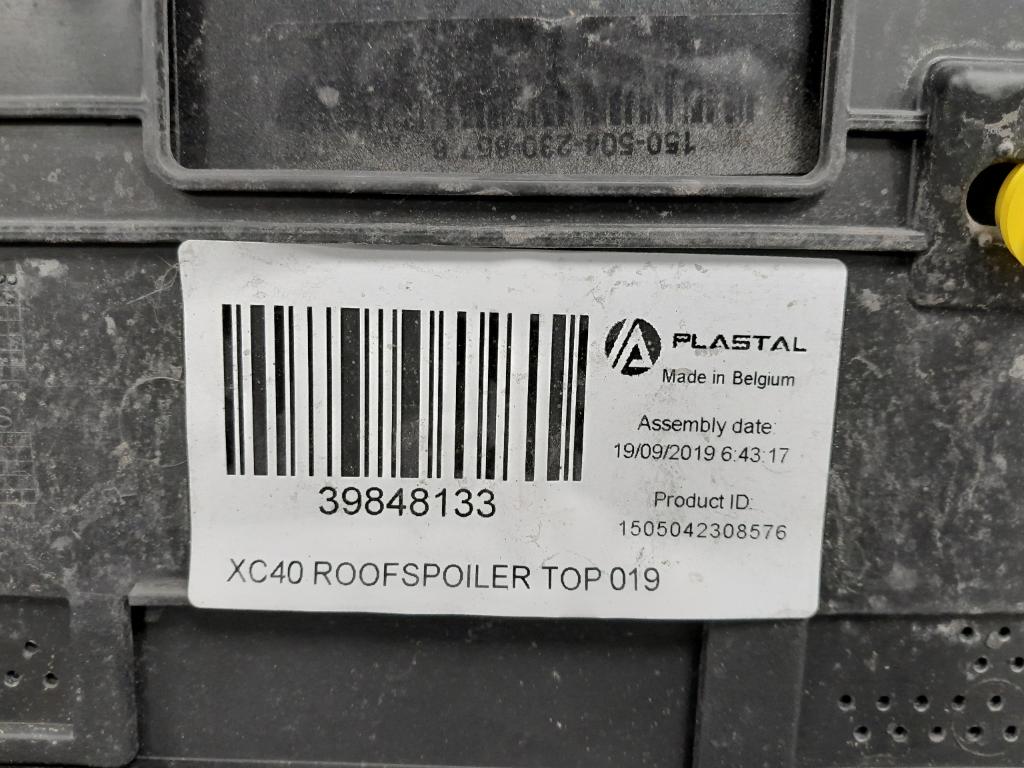 150-504-230-857 6
39848133
XC40 ROOFSPOILER TOP 019
PLASTAL
Made in Belgium
Assembly date:
19/09/2019 6:43:17
Product ID:
1505042308576